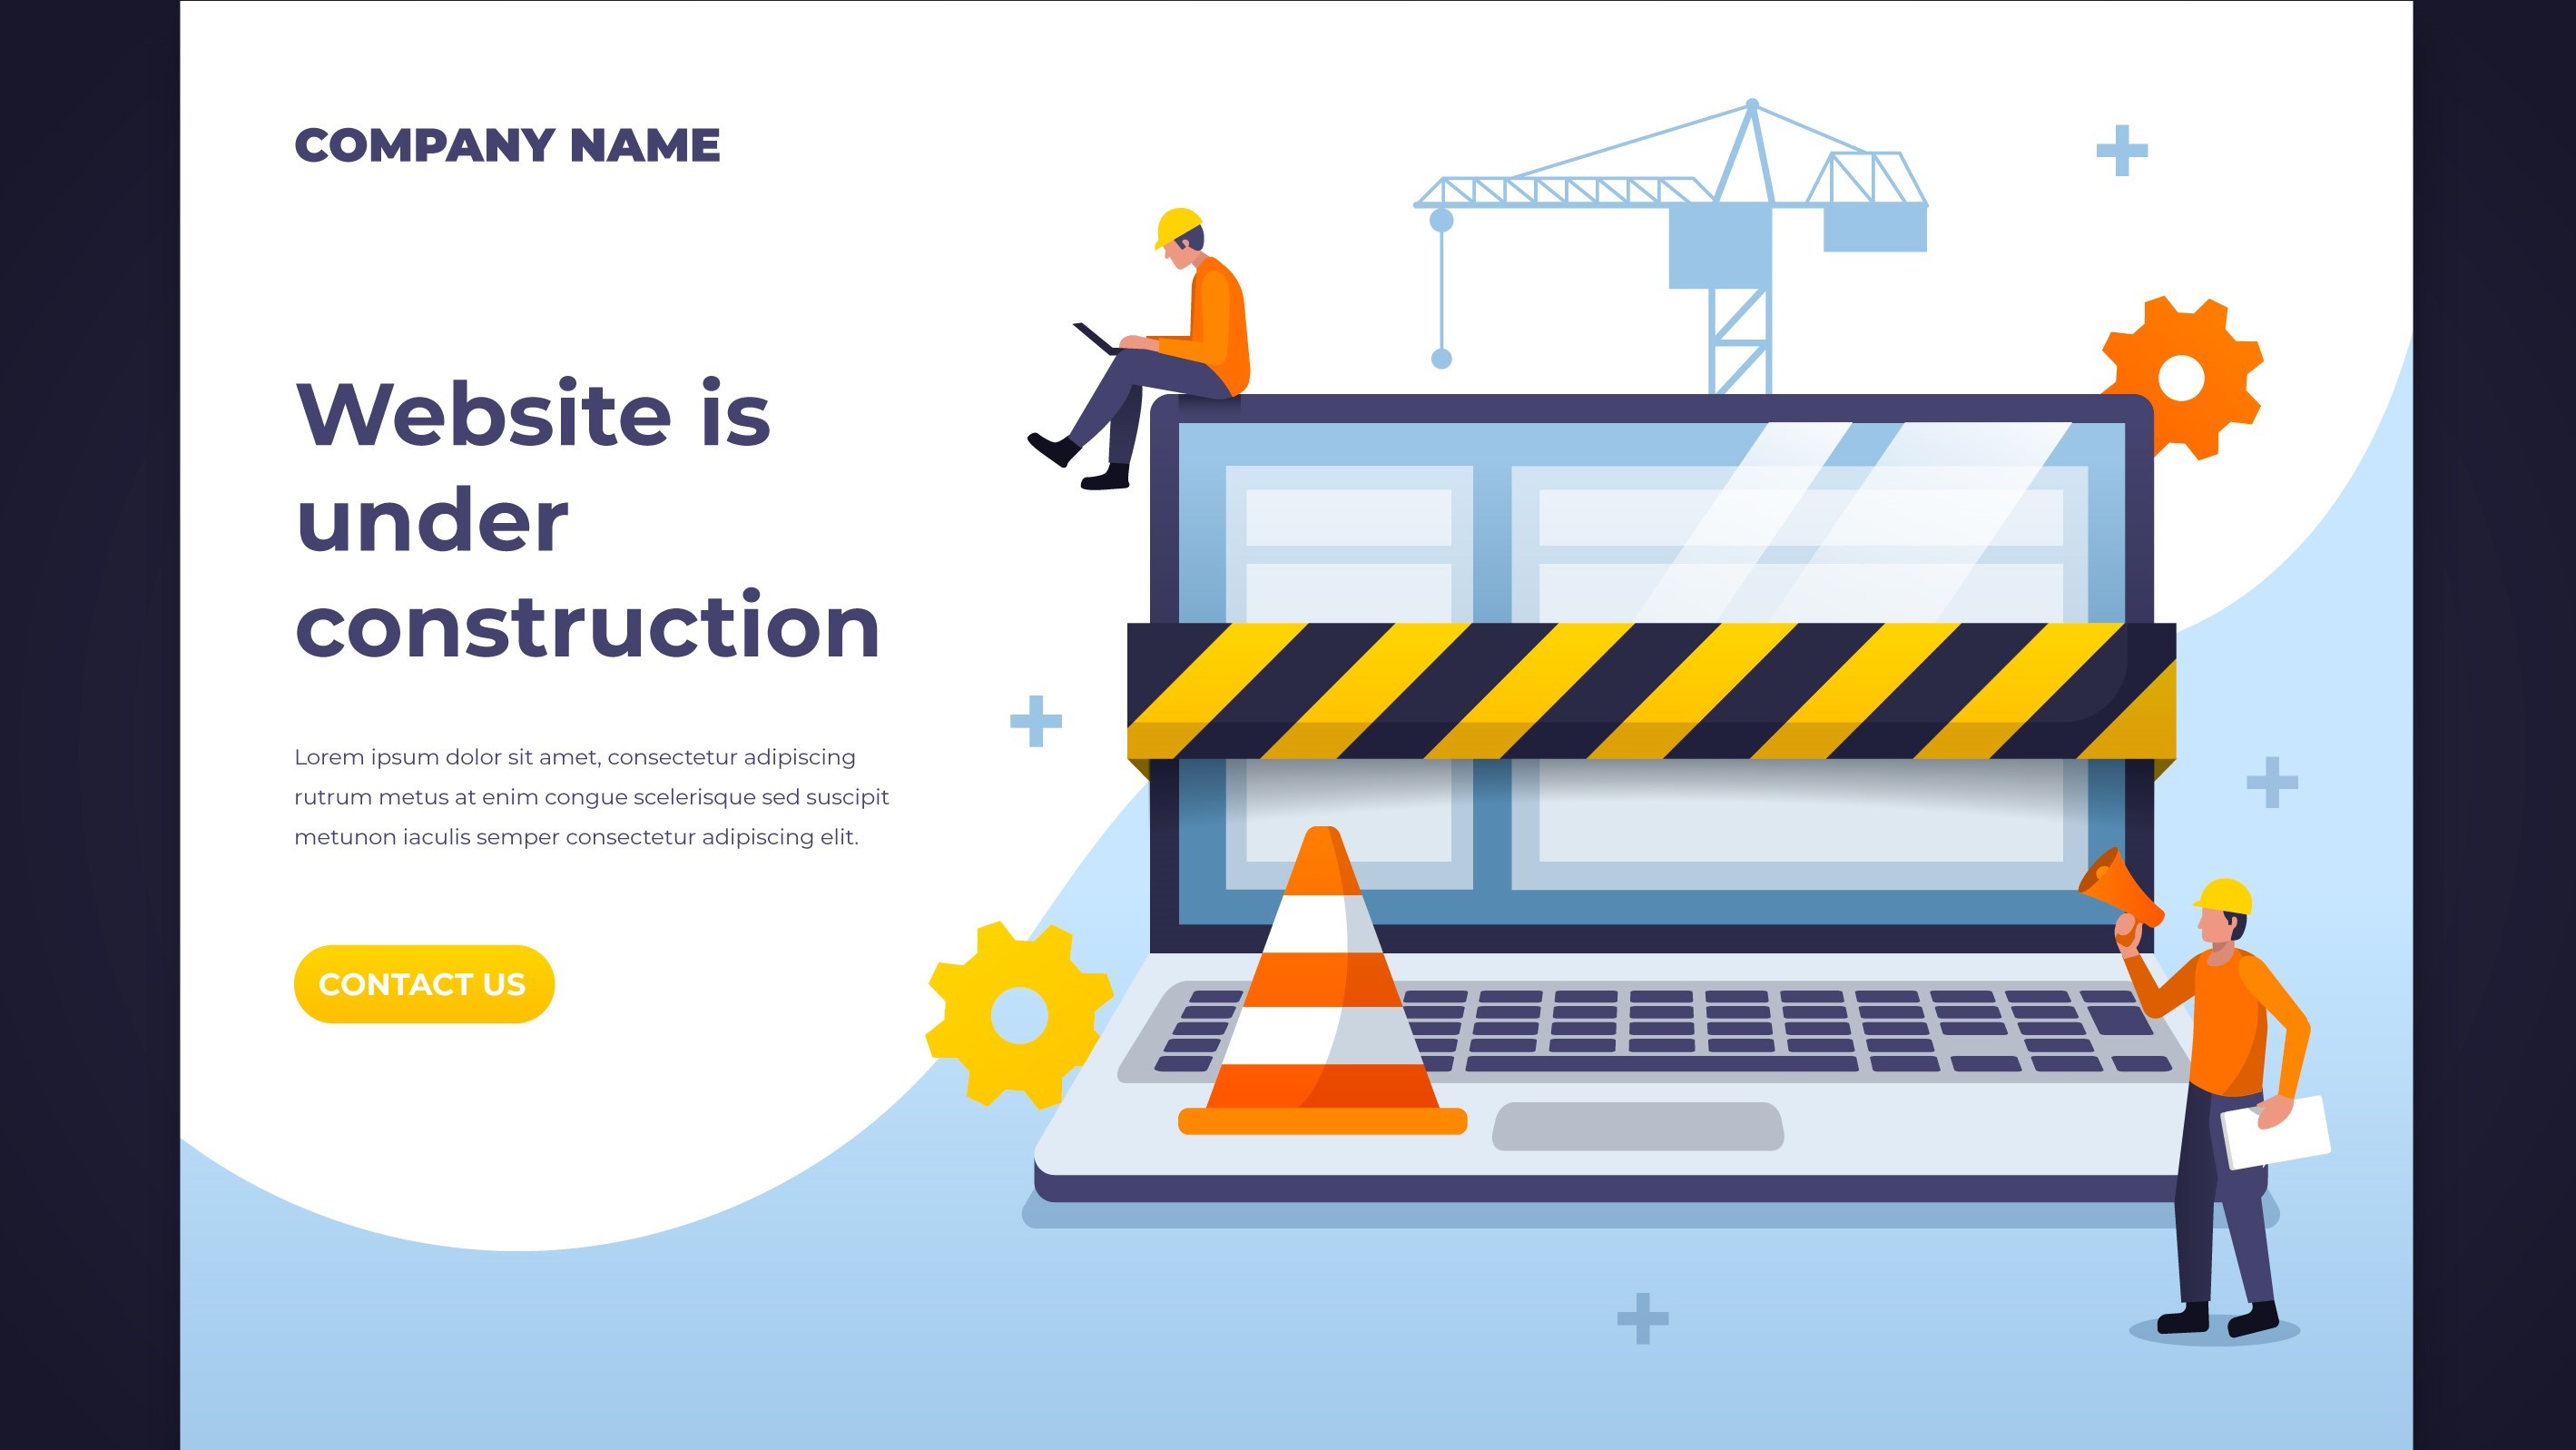 COMPANY NAME
Website is
under
construction
Lorem ipsum dolor sit amet, consectetur adipiscing
rutrum metus at enim congue scelerisque sed suscipit
metunon iaculis semper consectetur adipiscing elit.
CONTACT US